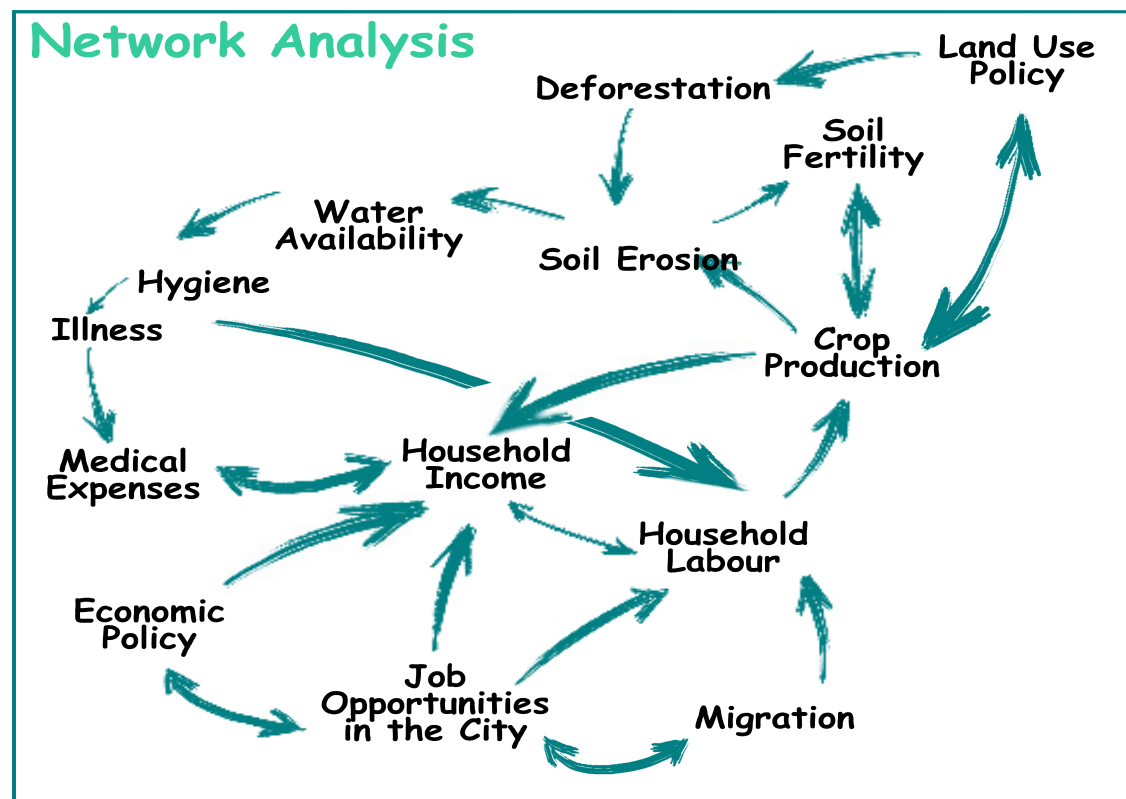 Network Analysis
Land Use
Policy
Deforestation
Soil
Fertility
Water
Availability
Soil Erosion
Hygiene
Illness
Crop
Production
Medical
Expenses
Household
Income
Household
Labour
Economic
Policy
Job
Opportunities
in the City
Migration